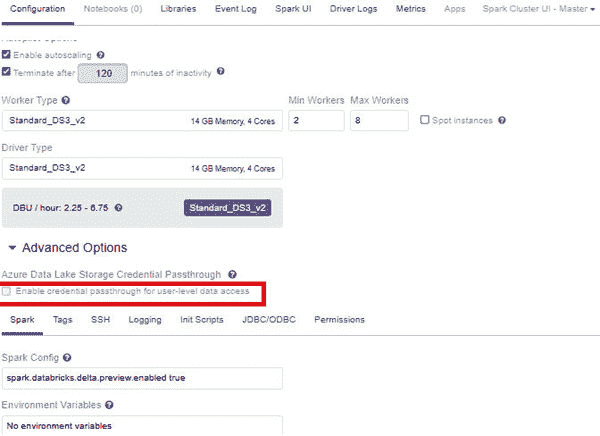 Configuration Notebooks (0) Libraries Event Log Spark UI Driver Logs Metrics Apps Spark Cluster UI - Master
Autopilot Options
Enable autoscaling
Terminate after 120 minutes of inactivity
Worker Type Min Workers Max Workers
Standard_DS3_v2 14 GB Memory, 4 Cores 2 8 Spot instances
Driver Type
Standard_DS3_v2 14 GB Memory, 4 Cores
DBU / hour: 2.25 - 6.75 Standard_DS3_v2
Advanced Options
Azure Data Lake Storage Credential Passthrough
Enable credential passthrough for user-level data access
Spark Tags SSH Logging Init Scripts JDBC/ODBC Permissions
Spark Config
spark.databricks.delta.preview.enabled true
Environment Variables
No environment variables